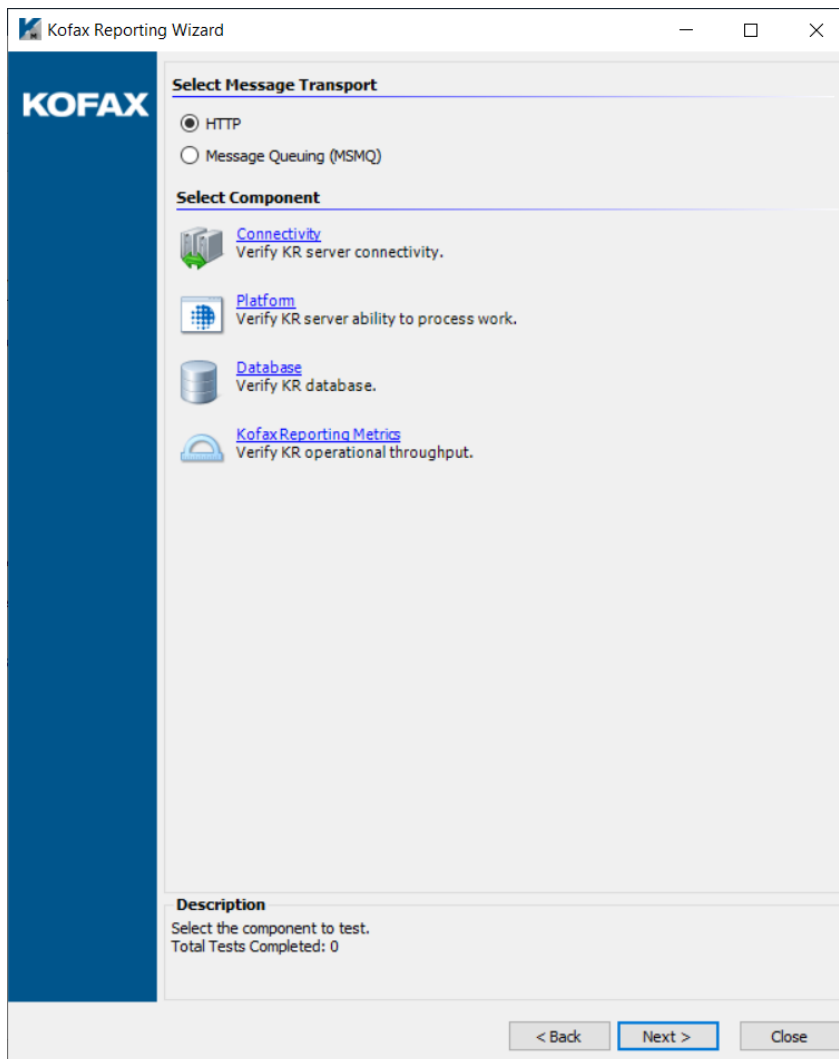 Kofax Reporting Wizard
KOFAX
Select Message Transport
HTTP
Message Queuing (MSMQ)
Select Component
Connectivity
Verify KR server connectivity.
Platform
Verify KR server ability to process work.
Database
Verify KR database.
Kofax Reporting Metrics
Verify KR operational throughput.
Description
Select the component to test.
Total Tests Completed: 0
< Back Next > Close